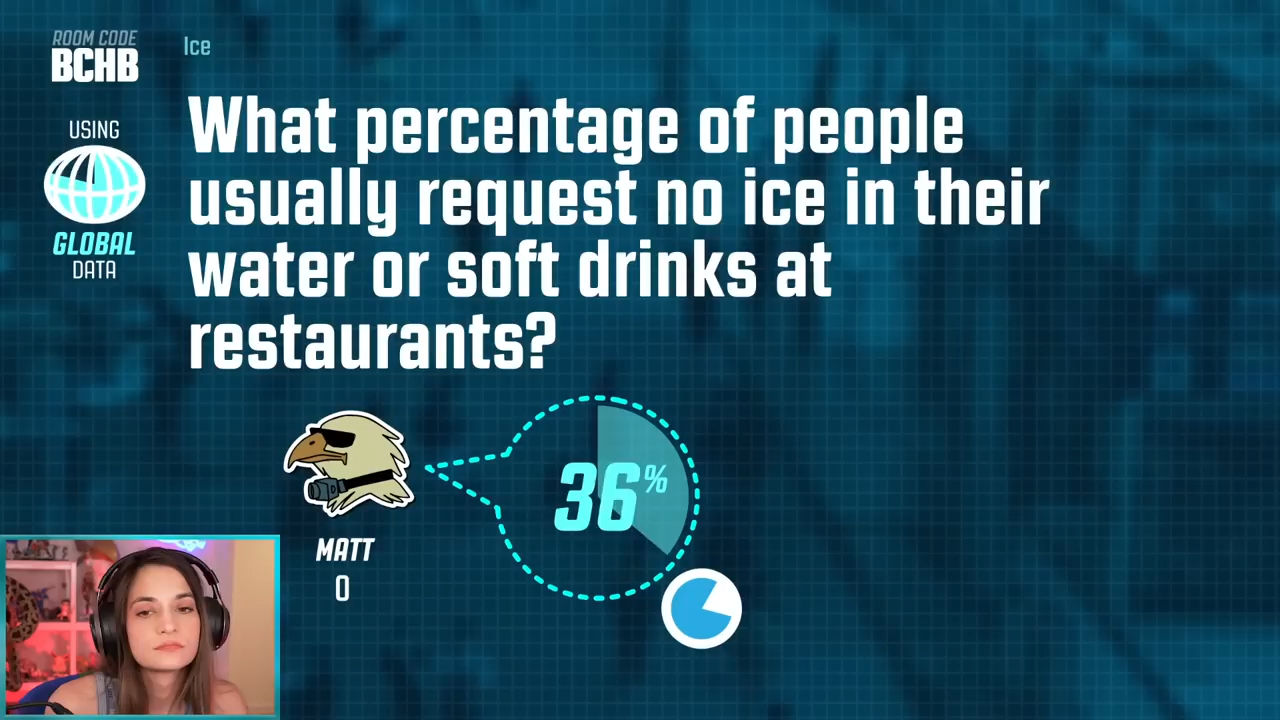 ROOM CODE
BCHB
Ice
USING
GLOBAL
DATA
What percentage of people
usually request no ice in their
water or soft drinks at
restaurants?
36%
MATT
0